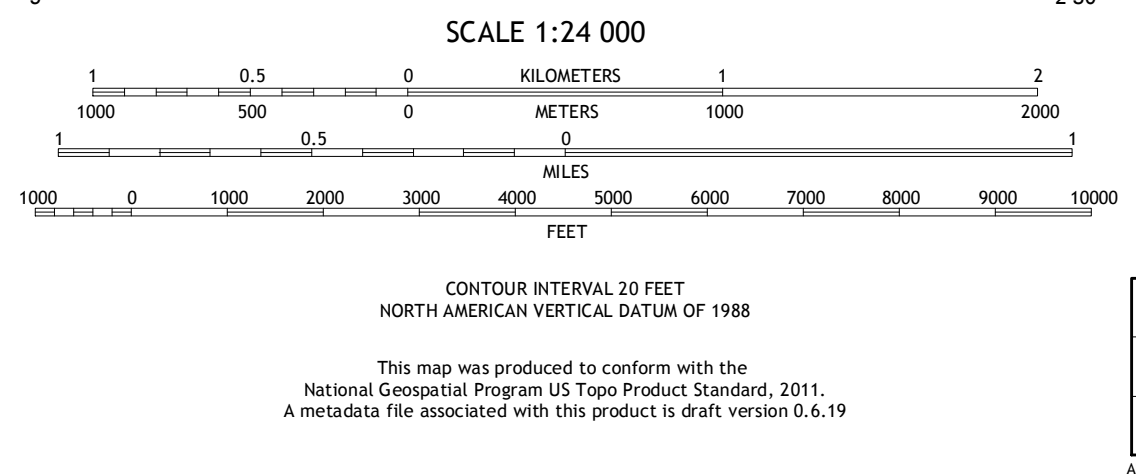 SCALE 1:24 000
1 0.5 0 KILOMETERS 1 2
1000 500 0 METERS 1000 2000
1 0.5 0 1
MILES
1000 0 1000 2000 3000 4000 5000 6000 7000 8000 9000 10000
FEET
CONTOUR INTERVAL 20 FEET
NORTH AMERICAN VERTICAL DATUM OF 1988
This map was produced to conform with the
National Geospatial Program US Topo Product Standard, 2011.
A metadata file associated with this product is draft version 0.6.19